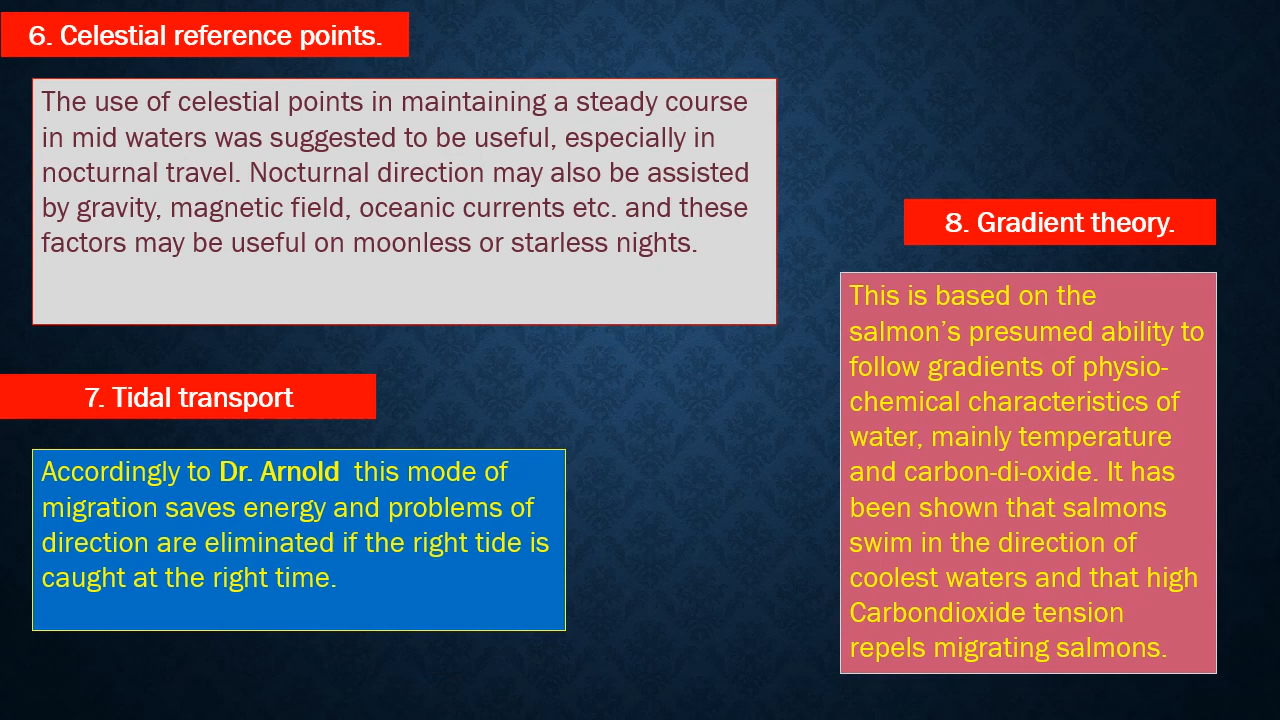 6. Celestial reference points.
The use of celestial points in maintaining a steady course
in mid waters was suggested to be useful, especially in
nocturnal travel. Nocturnal direction may also be assisted
by gravity, magnetic field, oceanic currents etc. and these
factors may be useful on moonless or starless nights.
7. Tidal transport
Accordingly to Dr. Arnold this mode of
migration saves energy and problems of
direction are eliminated if the right tide is
caught at the right time.
8. Gradient theory.
This is based on the
salmon’s presumed ability to
follow gradients of physio-
chemical characteristics of
water, mainly temperature
and carbon-di-oxide. It has
been shown that salmons
swim in the direction of
coolest waters and that high
Carbondioxide tension
repels migrating salmons.